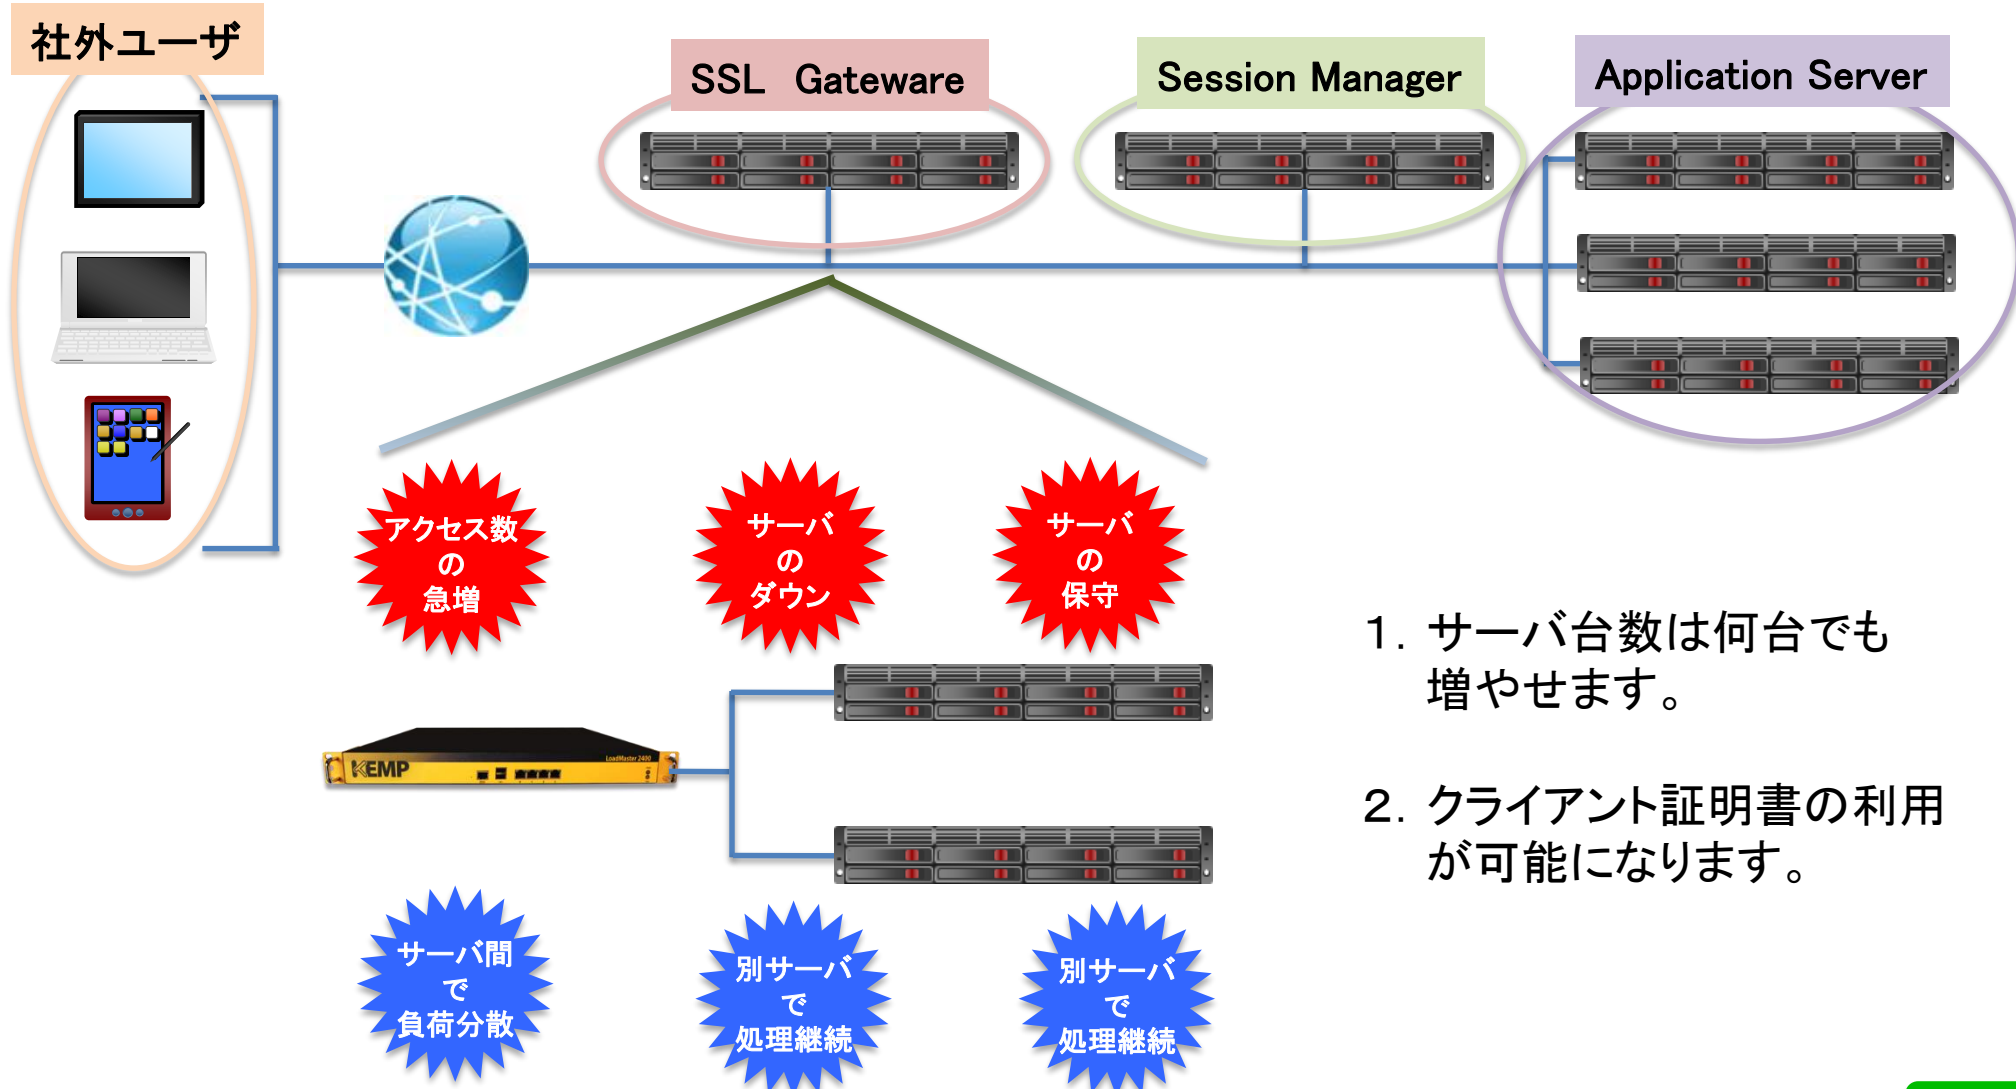 社外ユーザ
SSL　Gateware
Session Manager
Application Server
アクセス数
の
急増
サーバ
の
ダウン
サーバ
の
保守
KEMP
LoadMaster 2400
サーバ間
で
負荷分散
別サーバ
で
処理継続
別サーバ
で
処理継続
１．サーバ台数は何台でも
増やせます。
２．クライアント証明書の利用
が可能になります。